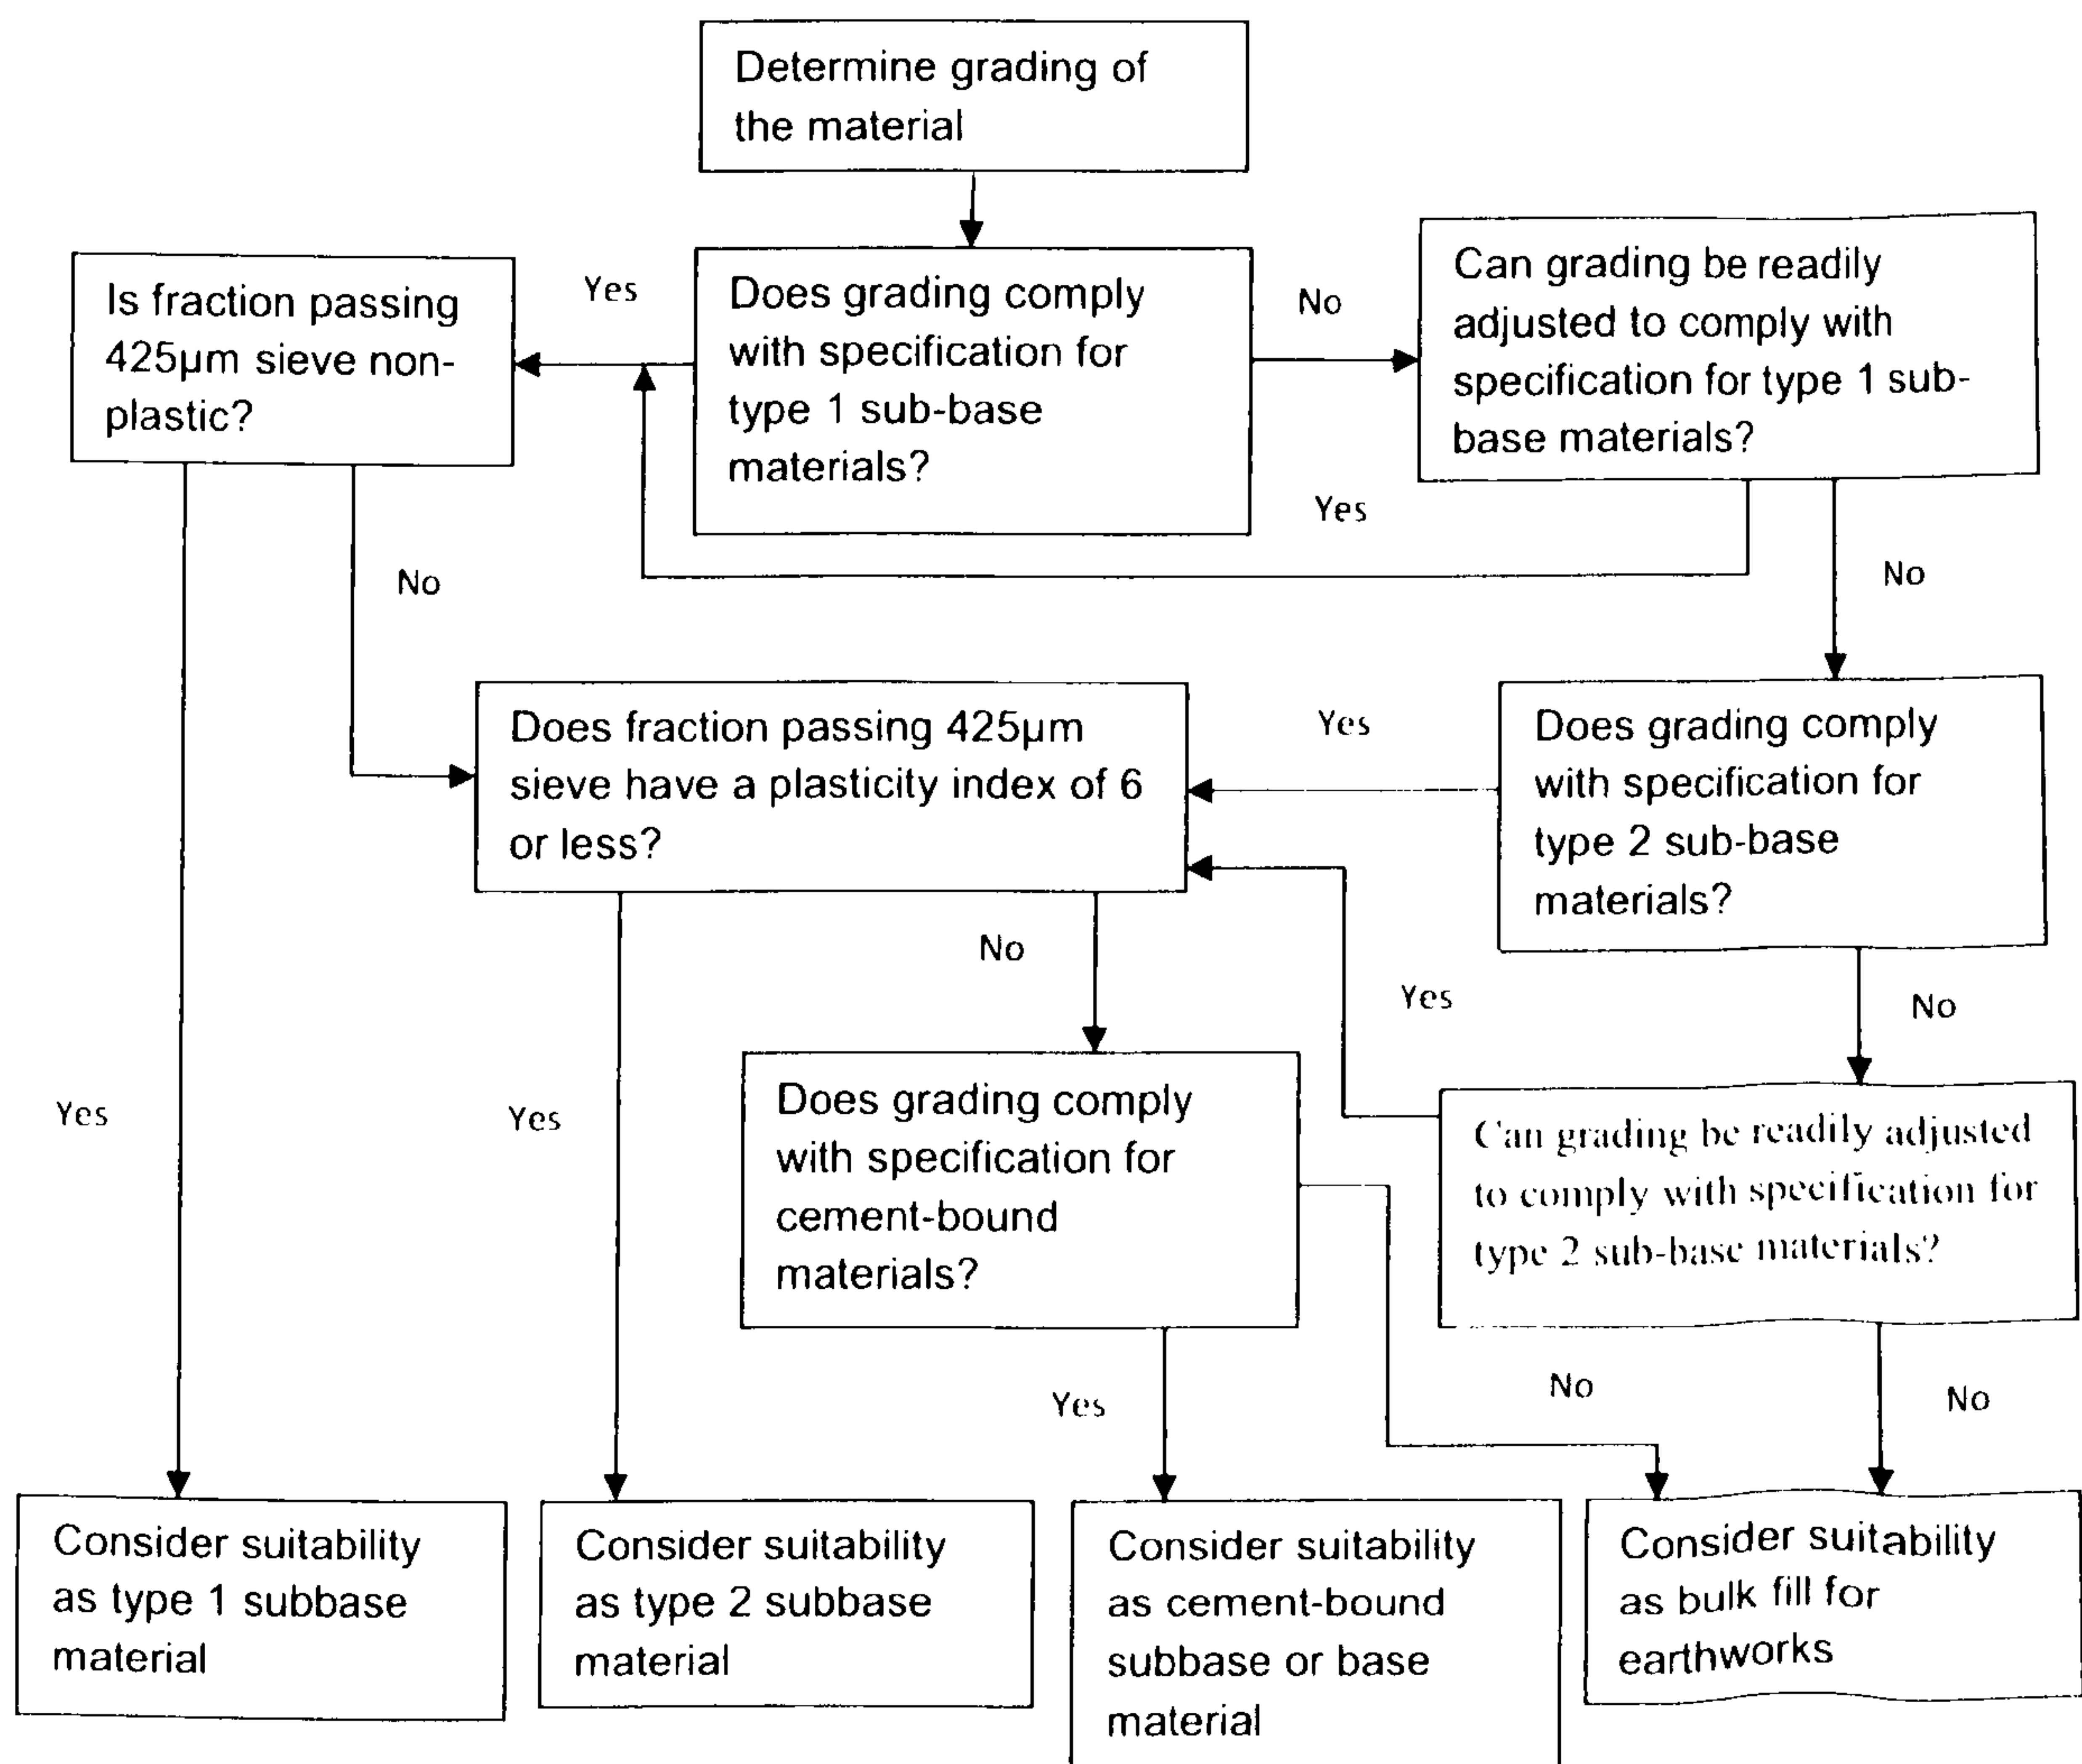 Determine grading of
the material
Is fraction passing
425µm sieve non-
plastic?
Yes
Does grading comply
with specification for
type 1 sub-base
materials?
No
Can grading be readily
adjusted to comply with
specification for type 1 sub-
base materials?
Yes
No
No
Does fraction passing 425µm
sieve have a plasticity index of 6
or less?
Yes
Does grading comply
with specification for
type 2 sub-base
materials?
No
Yes
No
Yes
Yes
Does grading comply
with specification for
cement-bound
materials?
Can grading be readily adjusted
to comply with specification for
type 2 sub-base materials?
Yes
No
No
Consider suitability
as type 1 subbase
material
Consider suitability
as type 2 subbase
material
Consider suitability
as cement-bound
subbase or base
material
Consider suitability
as bulk fill for
earthworks